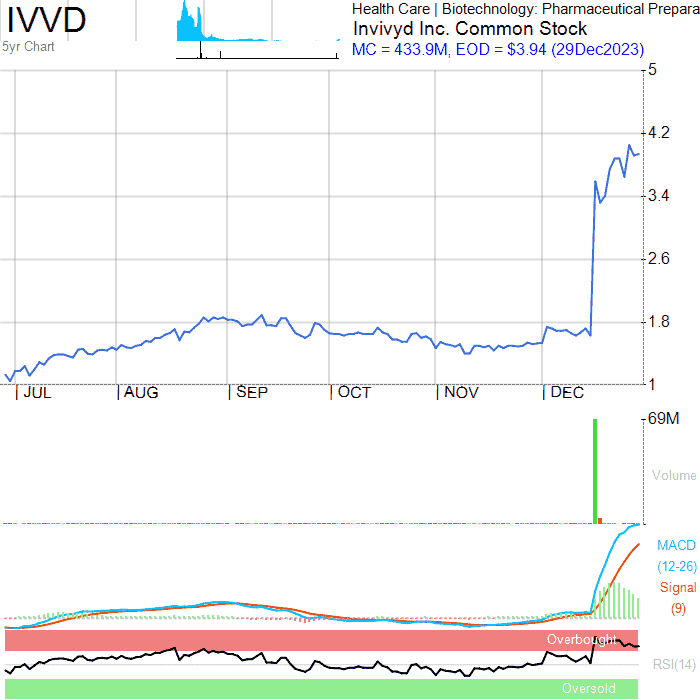 IVVD
5yr Chart
Health Care | Biotechnology: Pharmaceutical Prepara
Invivyd Inc. Common Stock
MC = 433.9M, EOD = $3.94 (29Dec2023)
5
4.2
3.4
2.6
1.8
1
JUL AUG SEP OCT NOV DEC
69M
Volume
MACD
(12-26)
Signal
(9)
Overbought
RSI(14)
Oversold